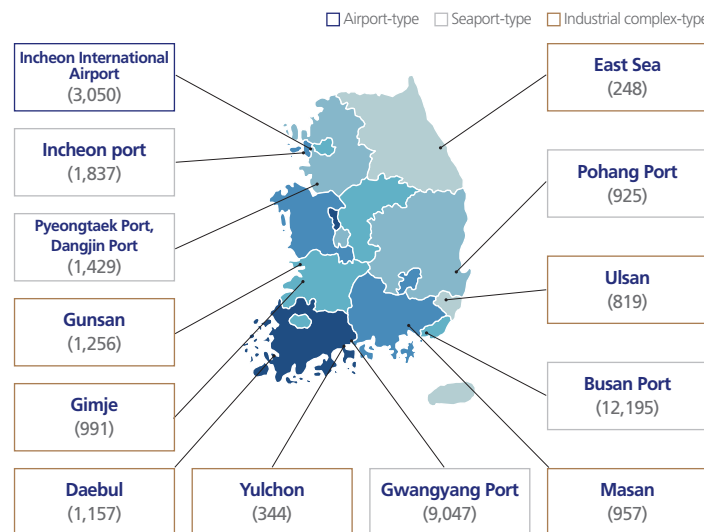 Airport-type Seaport-type Industrial complex-type
Incheon International
Airport
(3,050)
East Sea
(248)
Incheon port
(1,837)
Pohang Port
(925)
Pyeongtaek Port,
Dangjin Port
(1,429)
Ulsan
(819)
Gunsan
(1,256)
Busan Port
(12,195)
Gimje
(991)
Daebul
(1,157)
Yulchon
(344)
Gwangyang Port
(9,047)
Masan
(957)